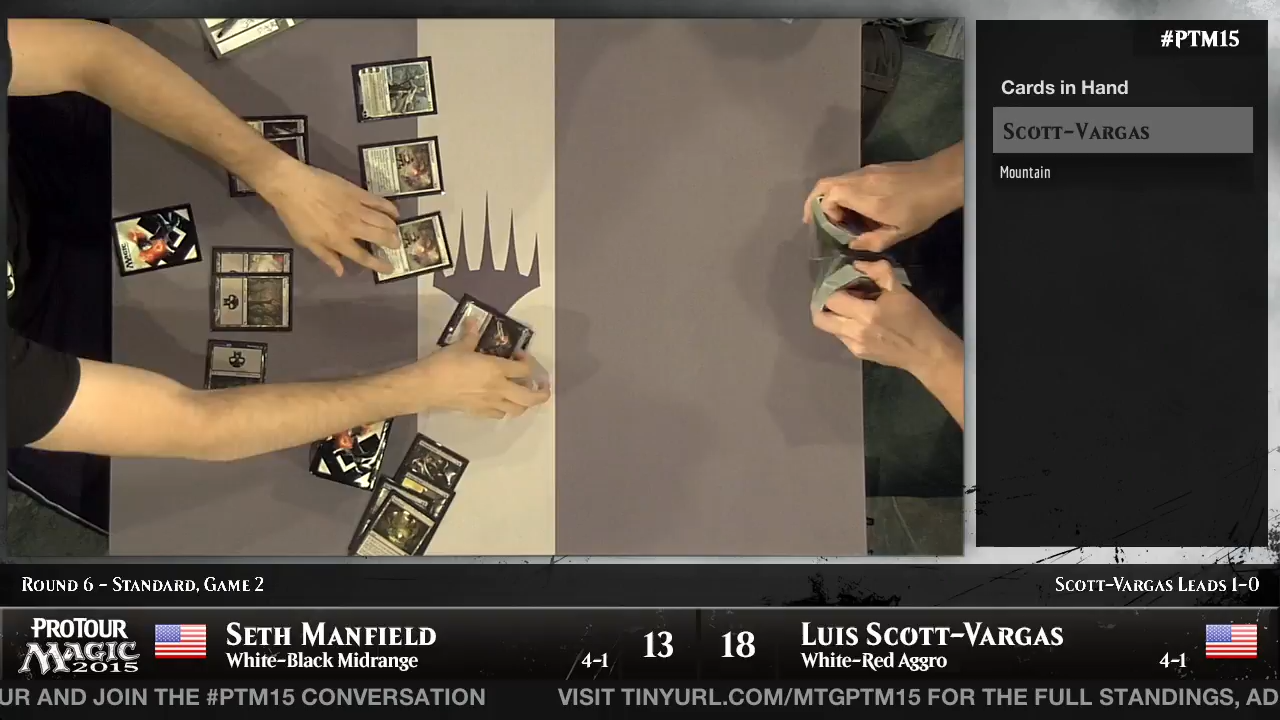 #PTM15
Cards in Hand
Scott-Vargas
Mountain
Round 6 - Standard, Game 2
Scott-Vargas Leads 1-0
ProTour
Magic
2015
Seth Manfield
White-Black Midrange
4-1
13
18
Luis Scott-Vargas
White-Red Aggro
4-1
UR AND JOIN THE #PTM15 CONVERSATION
VISIT TINYURL.COM/MTGPTM15 FOR THE FULL STANDINGS, AD